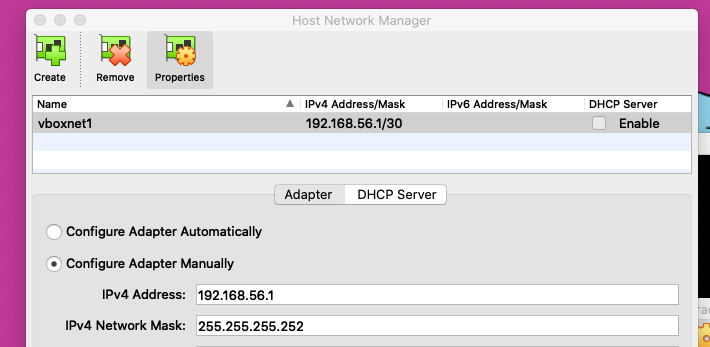 Host Network Manager
Create Remove Properties
Name IPv4 Address/Mask IPv6 Address/Mask DHCP Server
vboxnet1 192.168.56.1/30 Enable
Adapter DHCP Server
Configure Adapter Automatically
Configure Adapter Manually
IPv4 Address: 192.168.56.1
IPv4 Network Mask: 255.255.255.252